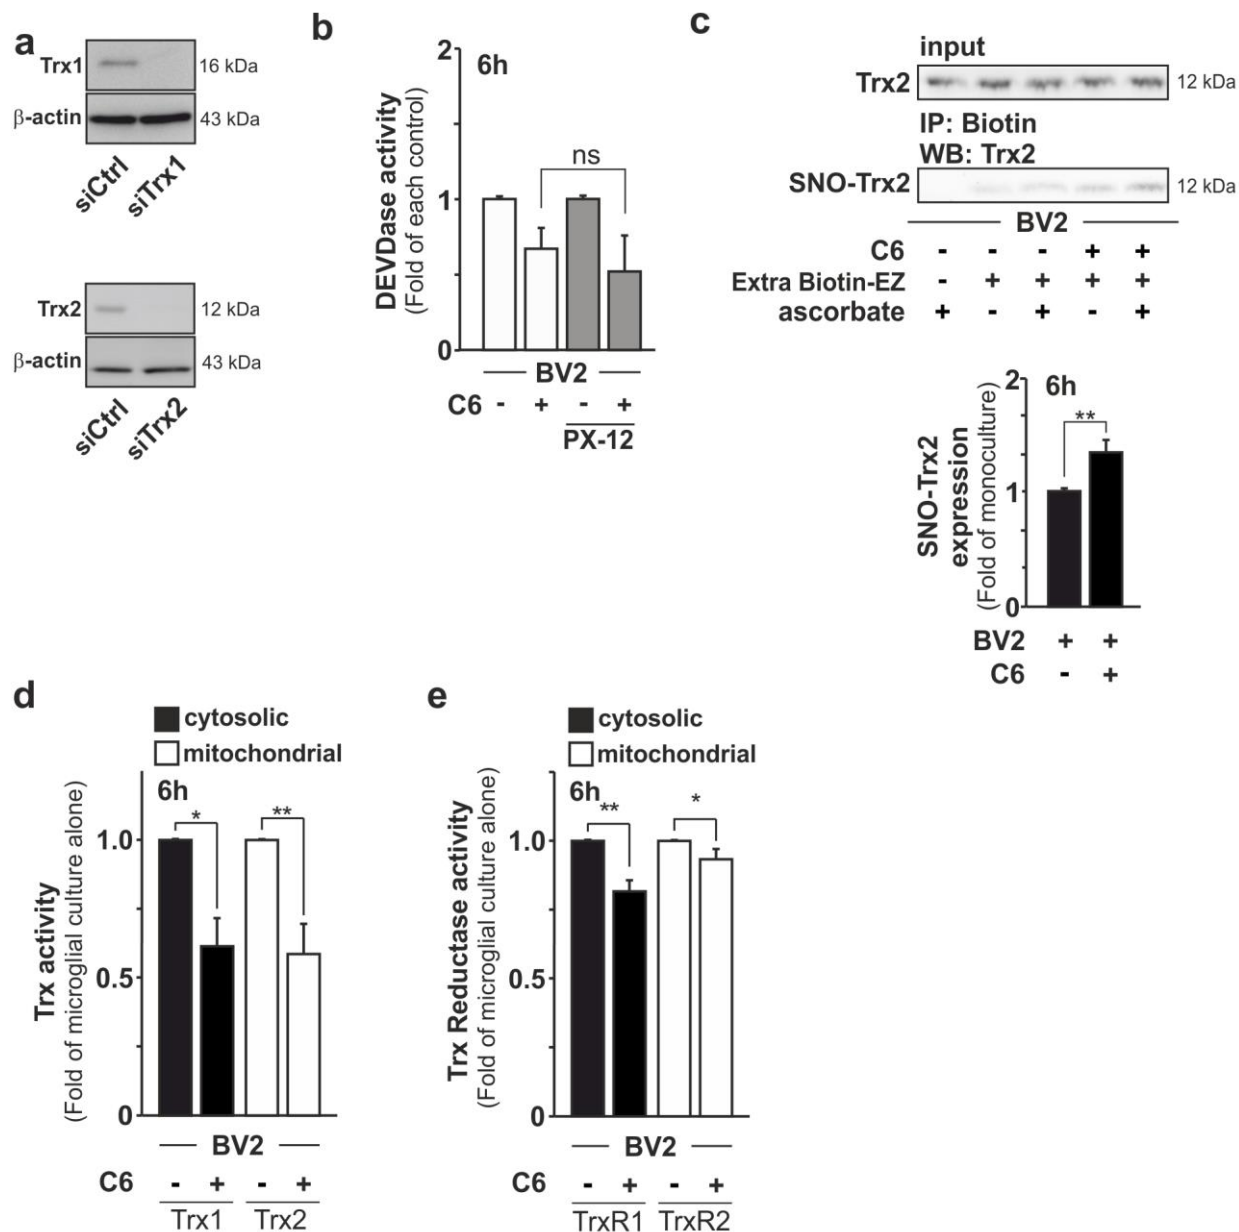 a
Trx1
16 kDa
β-actin
43 kDa
siCtrl
siTrx1
Trx2
12 kDa
β-actin
43 kDa
siCtrl
siTrx2
b
DEVDase activity
(Fold of each control)
2
1
0
6h
ns
BV2
C6 - + - +
PX-12
c
input
Trx2
12 kDa
IP: Biotin
WB: Trx2
SNO-Trx2
12 kDa
BV2
C6 - - - + +
Extra Biotin-EZ - + + + +
ascorbate + - + - +
SNO-Trx2
expression
(Fold of monoculture)
2
1
0
6h
**
BV2 + +
C6 - +
d
cytosolic
mitochondrial
Trx activity
(Fold of microglial culture alone)
1.0
0.5
0
6h
*
**
BV2
C6 - + - +
Trx1 Trx2
e
cytosolic
mitochondrial
Trx Reductase activity
(Fold of microglial culture alone)
1.0
0.5
0
6h
**
*
BV2
C6 - + - +
TrxR1 TrxR2